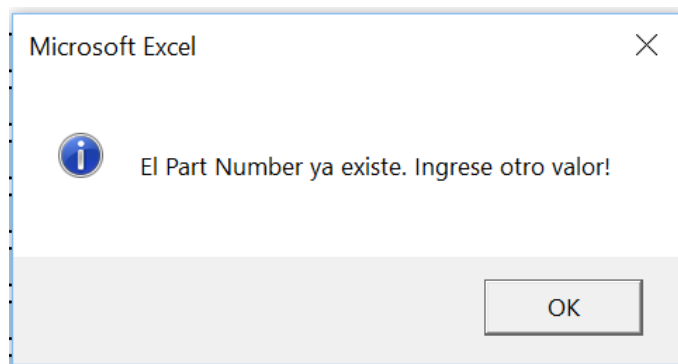 Microsoft Excel
El Part Number ya existe. Ingrese otro valor!
OK